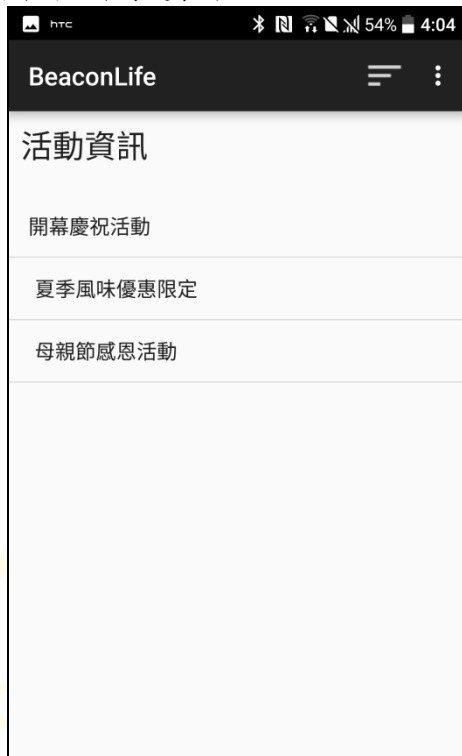 hTC 54% 4:04
BeaconLife
活動資訊
開幕慶祝活動
夏季風味優惠限定
母親節感恩活動